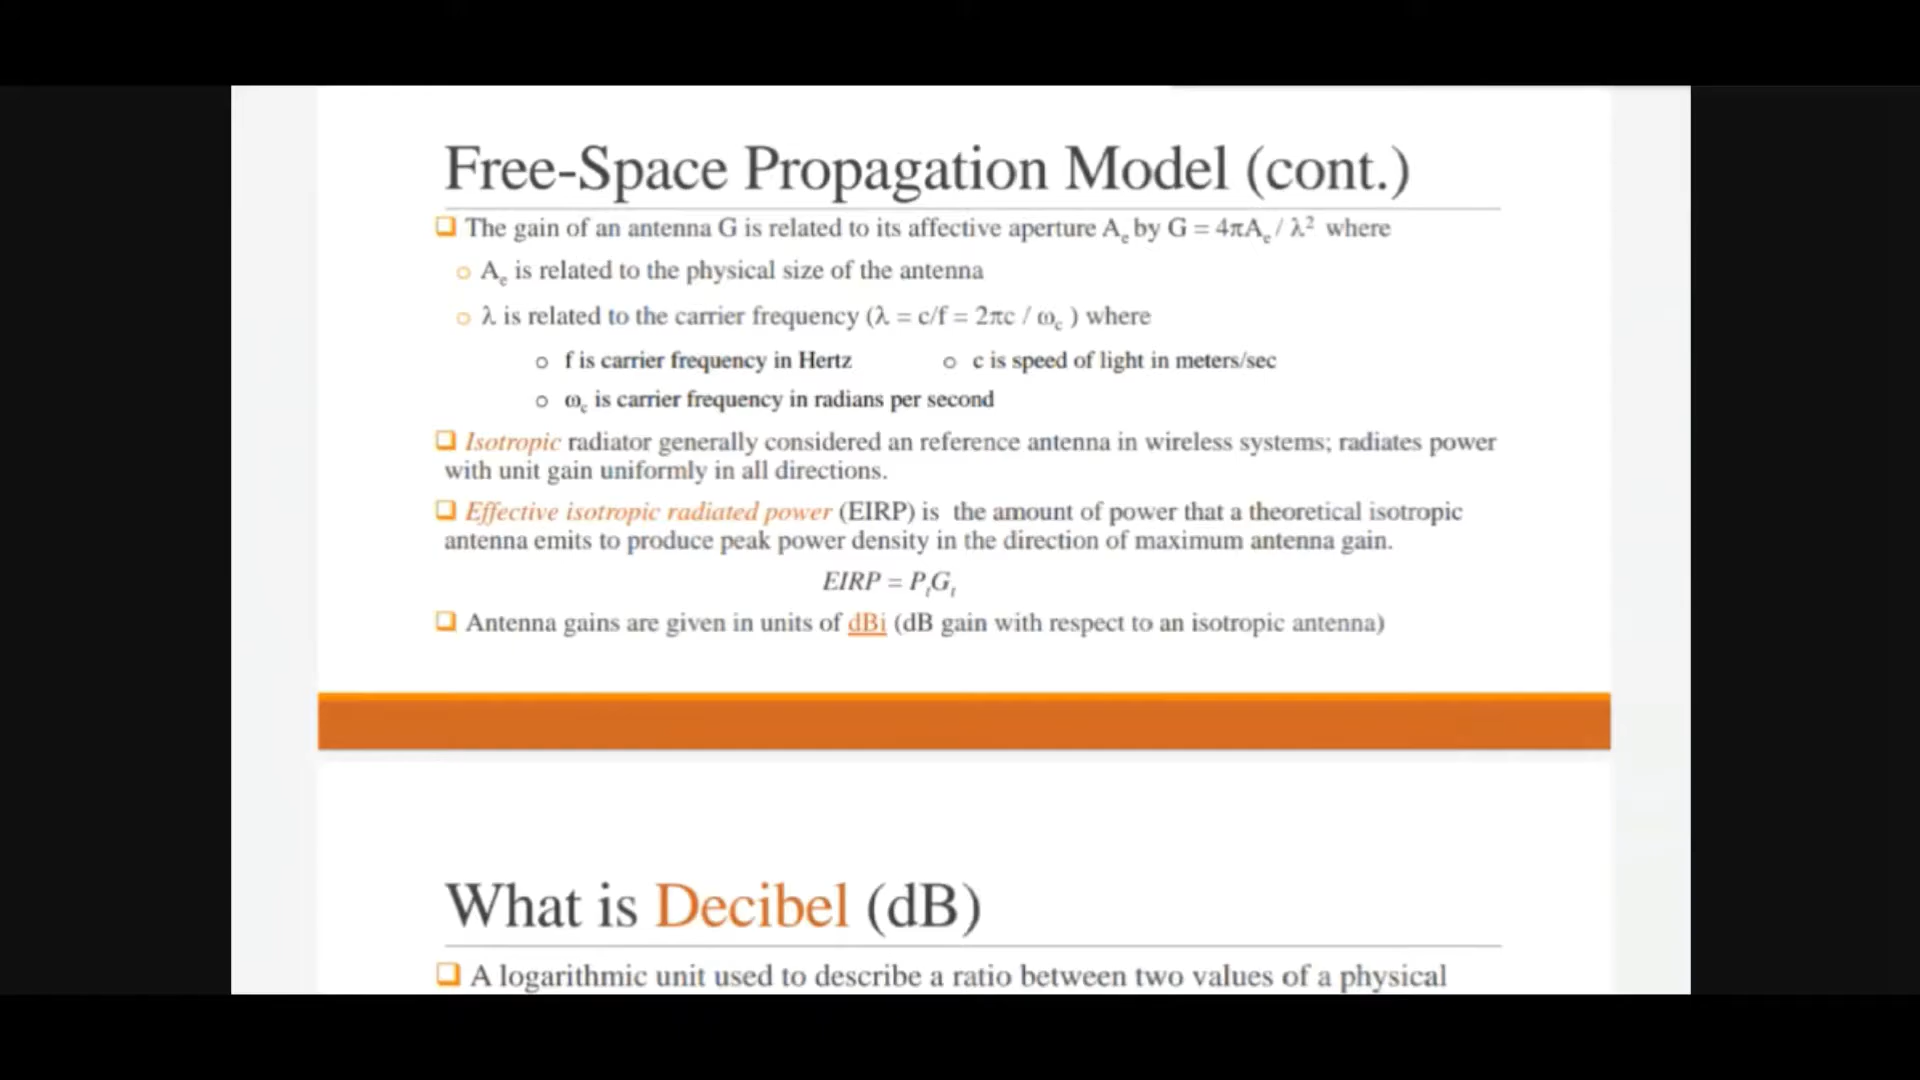 Free-Space Propagation Model (cont.)
❑ The gain of an antenna G is related to its affective aperture Aₑ by G = 4πAₑ / λ² where
○ Aₑ is related to the physical size of the antenna
○ λ is related to the carrier frequency (λ = c/f = 2πc / ω_c ) where
○ f is carrier frequency in Hertz ○ c is speed of light in meters/sec
○ ω_c is carrier frequency in radians per second
❑ Isotropic radiator generally considered an reference antenna in wireless systems; radiates power
with unit gain uniformly in all directions.
❑ Effective isotropic radiated power (EIRP) is the amount of power that a theoretical isotropic
antenna emits to produce peak power density in the direction of maximum antenna gain.
EIRP = PₜGₜ
❑ Antenna gains are given in units of dBi (dB gain with respect to an isotropic antenna)
What is Decibel (dB)
❑ A logarithmic unit used to describe a ratio between two values of a physical